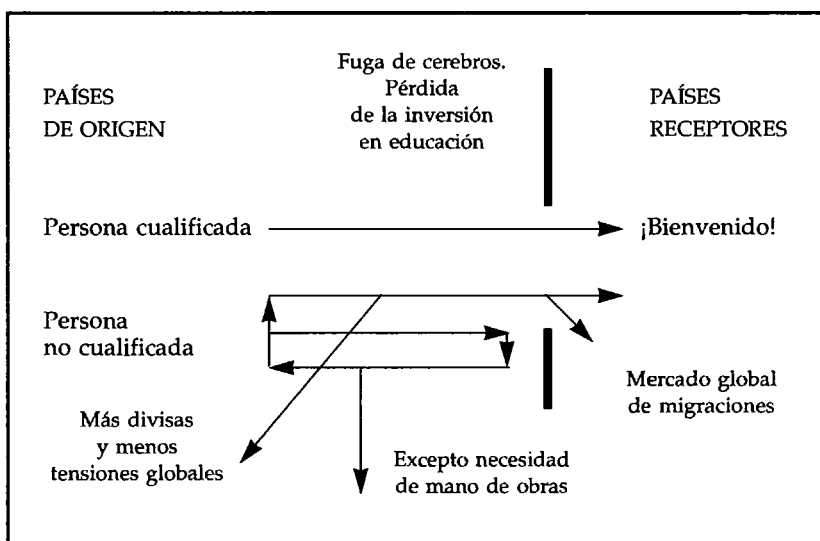 Fuga de cerebros.
Pérdida
de la inversión
en educación
PAÍSES
DE ORIGEN
PAÍSES
RECEPTORES
Persona cualificada
¡Bienvenido!
Persona
no cualificada
Mercado global
de migraciones
Más divisas
y menos
tensiones globales
Excepto necesidad
de mano de obras